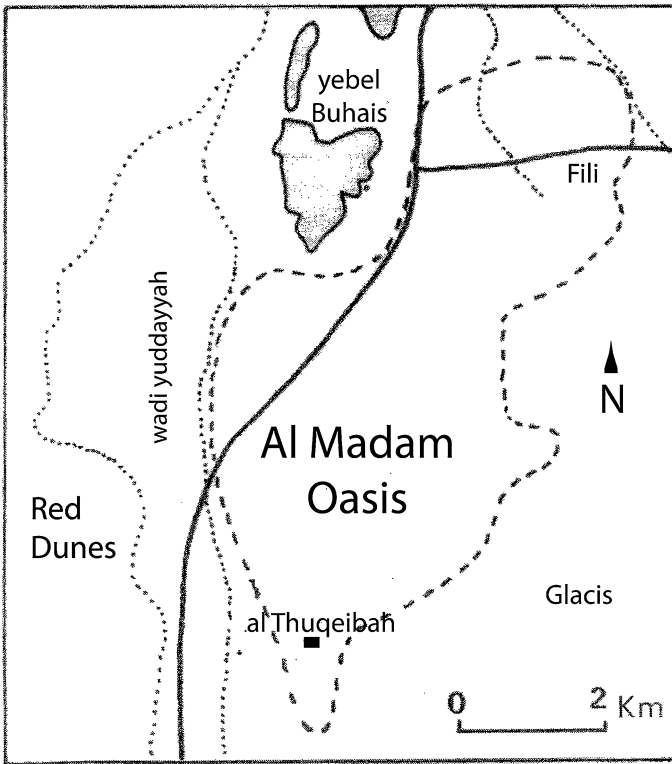 yebel
Buhais
Fili
wadi yuddayyah
N
Al Madam
Oasis
Red
Dunes
Glacis
al Thuqeibah
0 2 Km